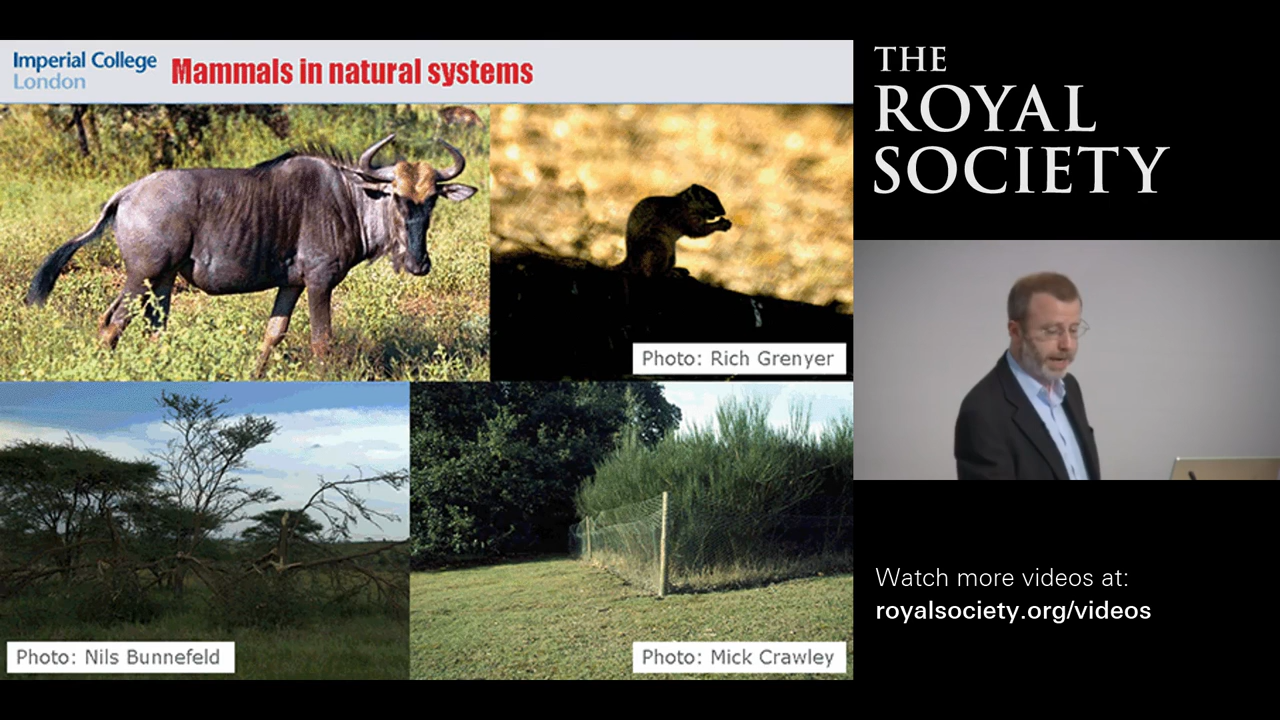 Imperial College
London
Mammals in natural systems
Photo: Rich Grenyer
Photo: Nils Bunnefeld
Photo: Mick Crawley
THE
ROYAL
SOCIETY
Watch more videos at:
royalsociety.org/videos